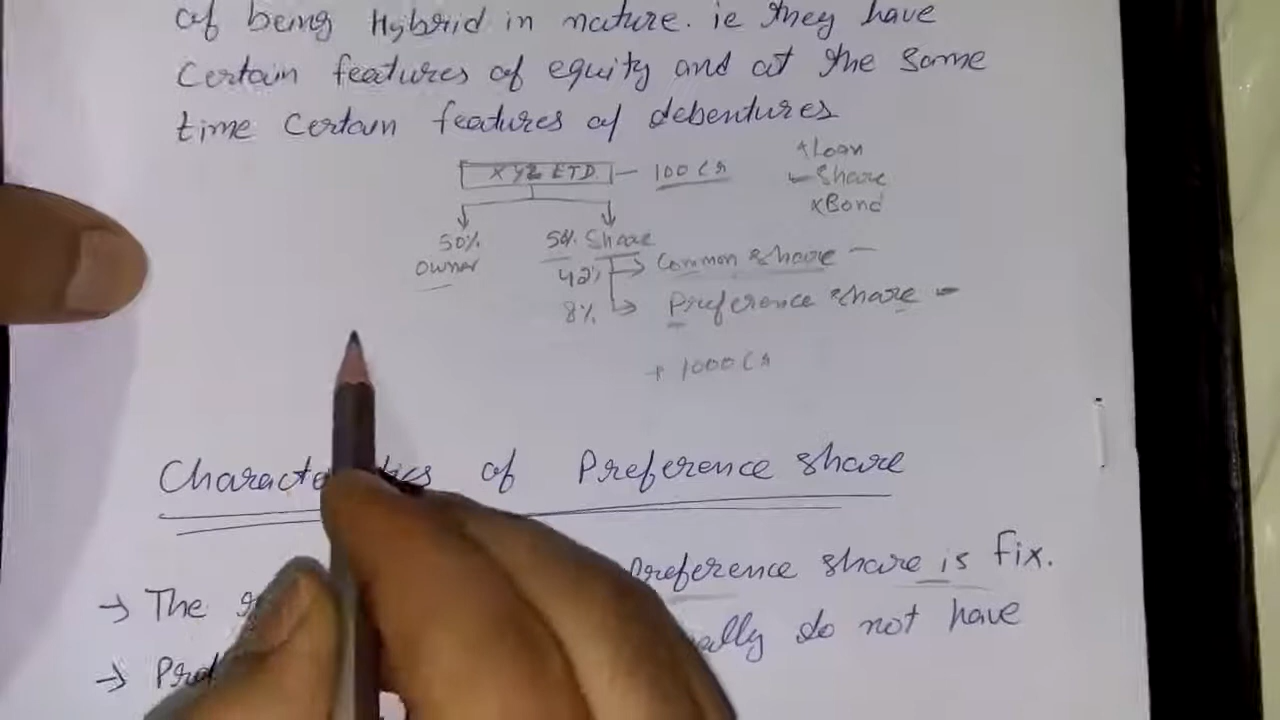 of being Hybrid in nature. ie they have
Certain features of equity and at the same
time Certain features of debentures
XYZ LTD - 100 Cr
Loan
Share
x Bond
50% Owner
50% Share
42% Common share -
8% Preference share -
+ 1000 Cr
of Preference share
→ The Preference share is fix.
→ do not have